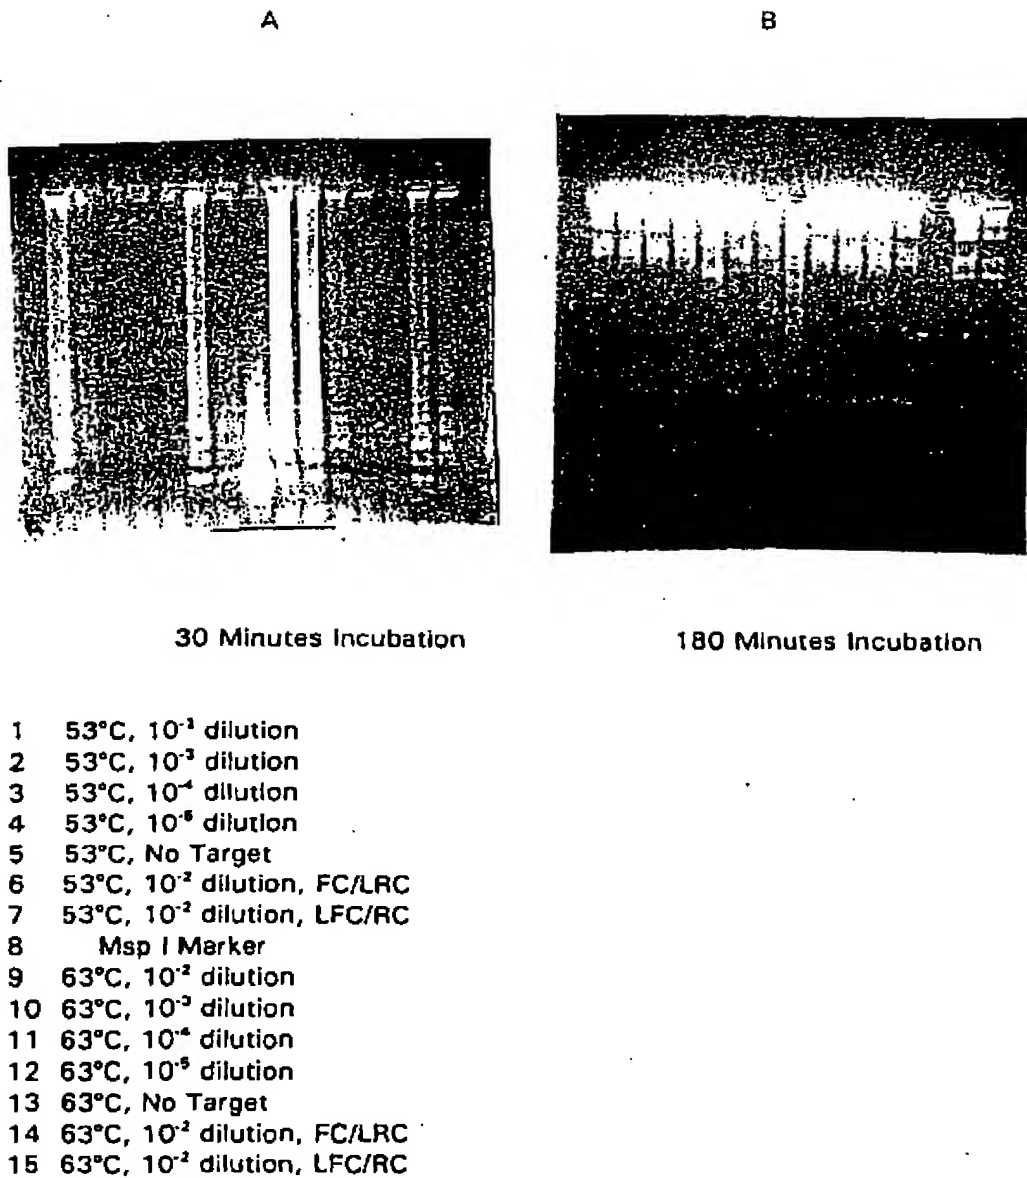 A
B
30 Minutes Incubation
180 Minutes Incubation
1 53°C, 10⁻² dilution
2 53°C, 10⁻³ dilution
3 53°C, 10⁻⁴ dilution
4 53°C, 10⁻⁵ dilution
5 53°C, No Target
6 53°C, 10⁻² dilution, FC/LRC
7 53°C, 10⁻² dilution, LFC/RC
8 Msp I Marker
9 63°C, 10⁻² dilution
10 63°C, 10⁻³ dilution
11 63°C, 10⁻⁴ dilution
12 63°C, 10⁻⁵ dilution
13 63°C, No Target
14 63°C, 10⁻² dilution, FC/LRC
15 63°C, 10⁻² dilution, LFC/RC